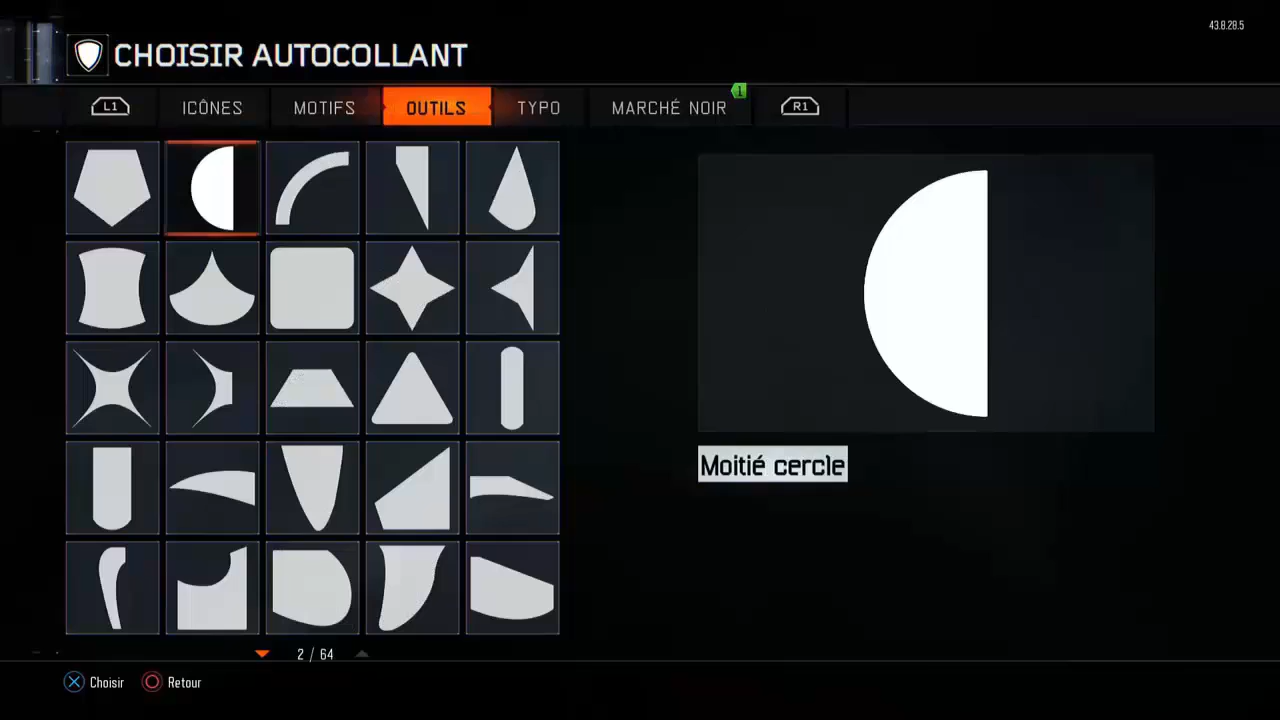 43.8.28.5
CHOISIR AUTOCOLLANT
L1 ICÔNES MOTIFS OUTILS TYPO MARCHÉ NOIR 1 R1
Moitié cercle
2 / 64
Choisir Retour